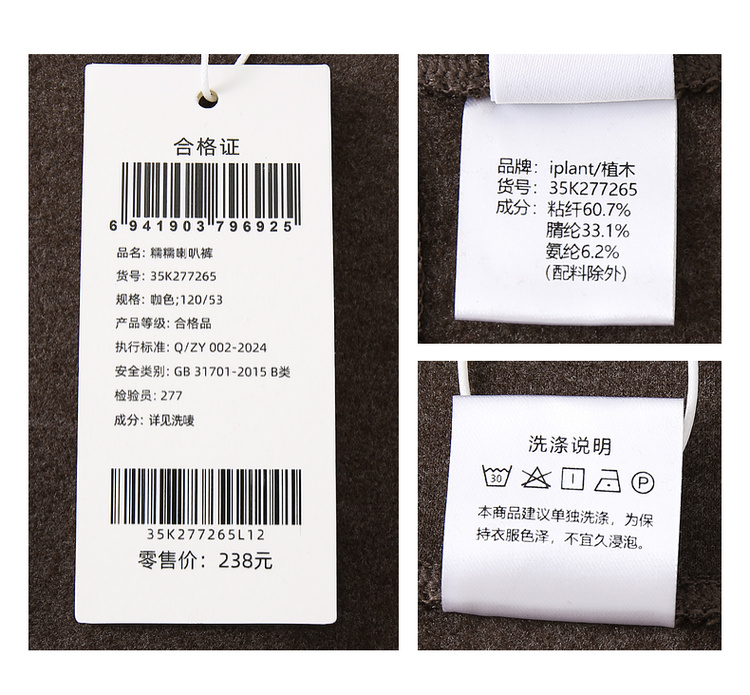 合格证
6 941903 796925
品名: 糯糯喇叭裤
货号: 35K277265
规格: 咖色;120/53
产品等级: 合格品
执行标准: Q/ZY 002-2024
安全类别: GB 31701-2015 B类
检验员: 277
成分: 详见洗唛
35K277265L12
零售价: 238元
品牌: iplant/植木
货号: 35K277265
成分: 粘纤60.7%
腈纶33.1%
氨纶6.2%
(配料除外)
洗涤说明
30 P
本商品建议单独洗涤，为保
持衣服色泽，不宜久浸泡。